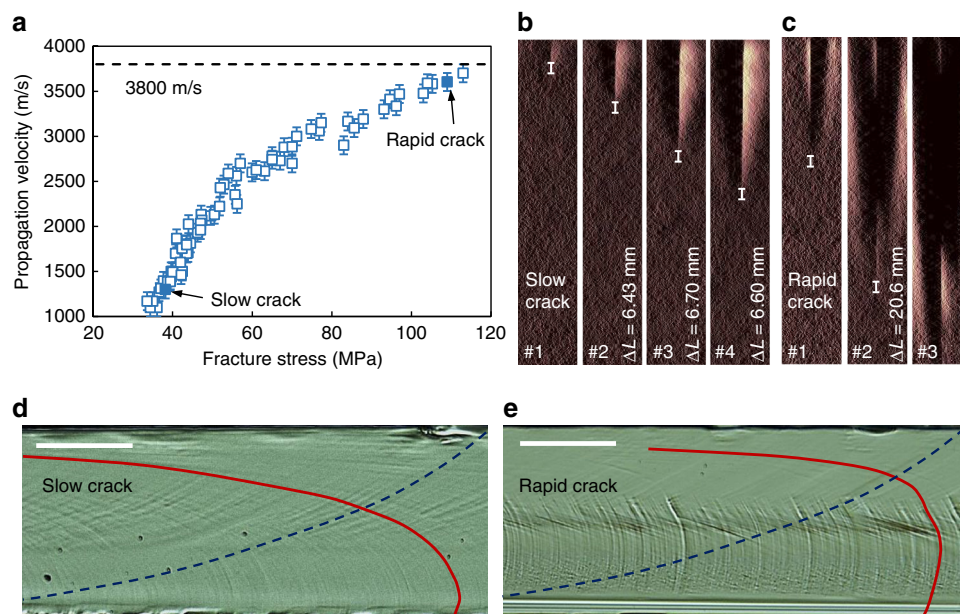 a
Propagation velocity (m/s)
4000
3500
3000
2500
2000
1500
1000
3800 m/s
Rapid crack
Slow crack
20
40
60
80
100
120
Fracture stress (MPa)
b
Slow
crack
#1
#2
ΔL = 6.43 mm
#3
ΔL = 6.70 mm
#4
ΔL = 6.60 mm
c
Rapid
crack
#1
#2
ΔL = 20.6 mm
#3
d
Slow crack
e
Rapid crack